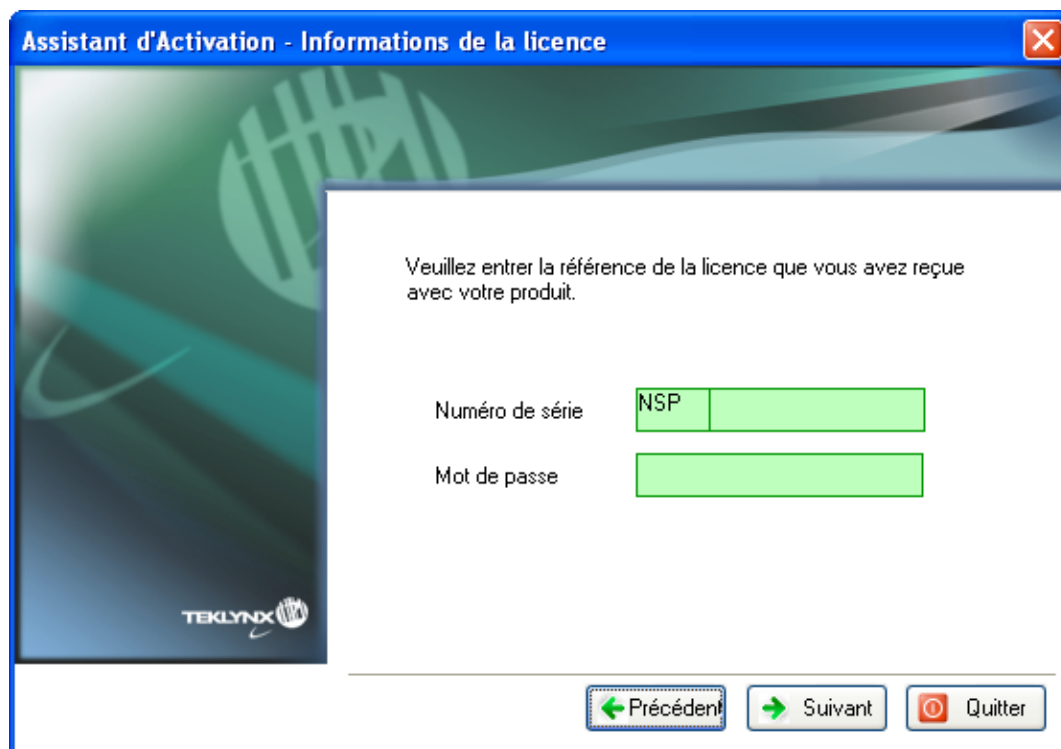 Assistant d'Activation - Informations de la licence
Veuillez entrer la référence de la licence que vous avez reçue
avec votre produit.
Numéro de série NSP
Mot de passe
TEKLYNX
Précédent Suivant Quitter